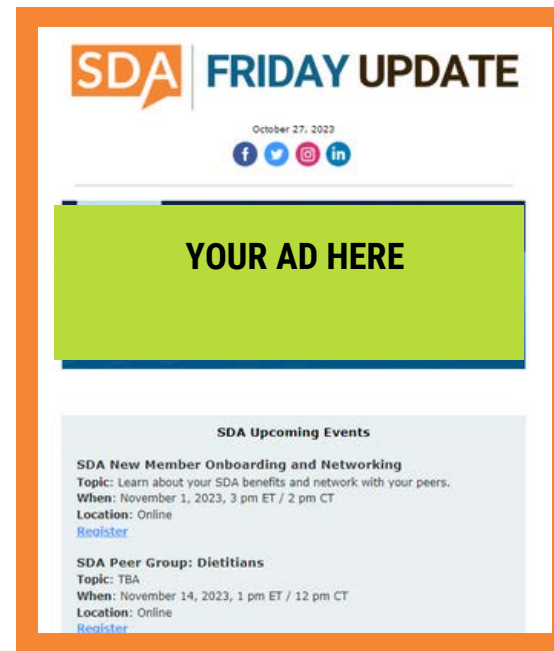 SDA FRIDAY UPDATE
October 27, 2023
YOUR AD HERE
SDA Upcoming Events
SDA New Member Onboarding and Networking
Topic: Learn about your SDA benefits and network with your peers.
When: November 1, 2023, 3 pm ET / 2 pm CT
Location: Online
Register
SDA Peer Group: Dietitians
Topic: TBA
When: November 14, 2023, 1 pm ET / 12 pm CT
Location: Online
Register